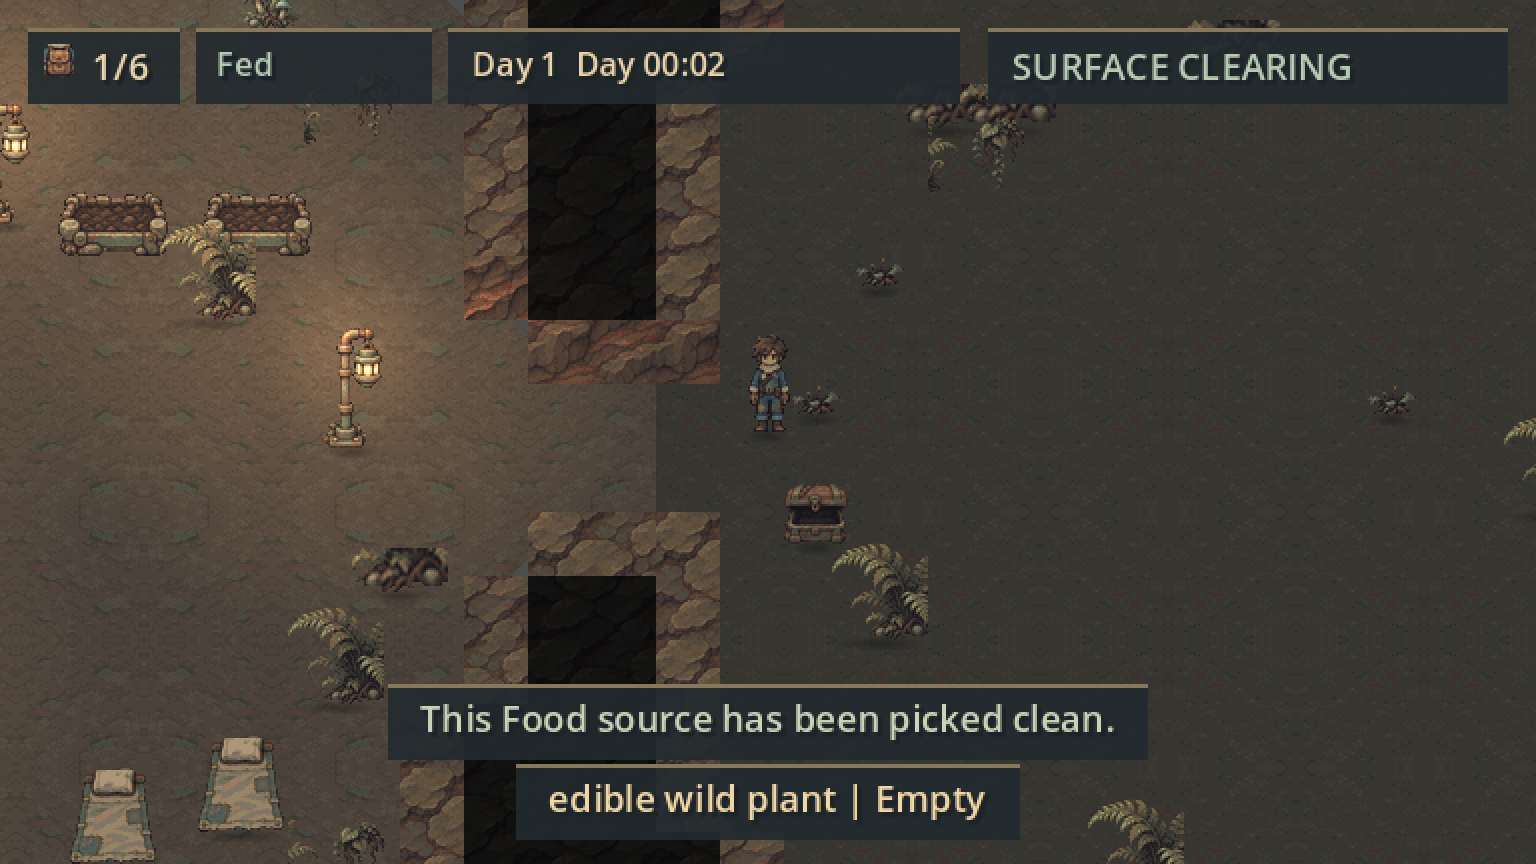 1/6
Fed
Day 1 Day 00:02
SURFACE CLEARING
This Food source has been picked clean.
edible wild plant | Empty